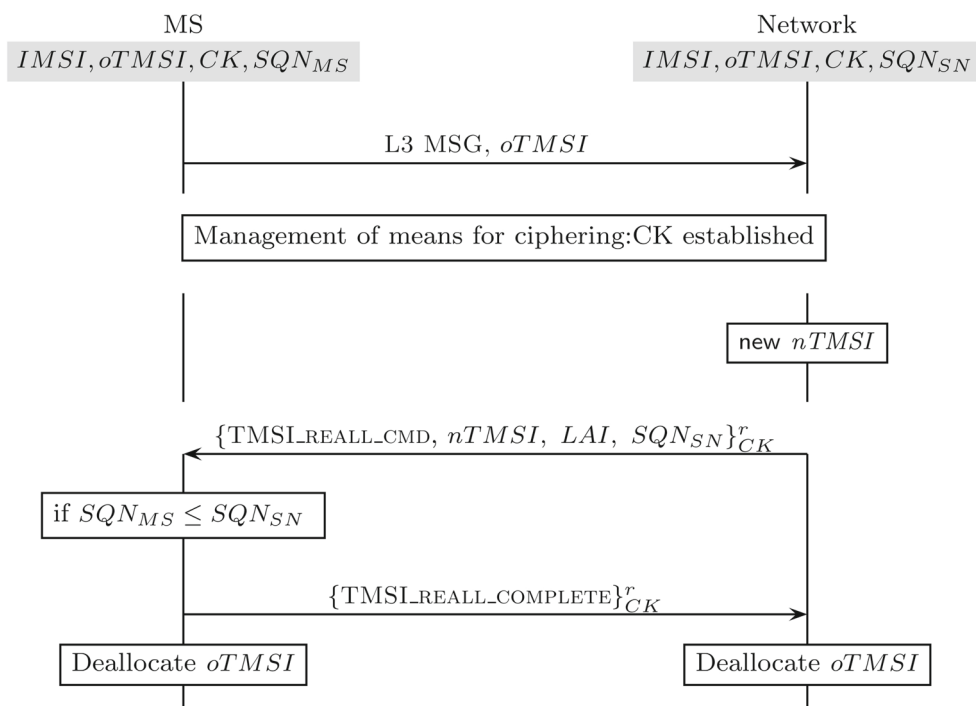 MS
Network
IMSI, oTMSI, CK, SQN_MS
IMSI, oTMSI, CK, SQN_SN
L3 MSG, oTMSI
Management of means for ciphering:CK established
new nTMSI
{TMSI_REALL_CMD, nTMSI, LAI, SQN_SN}^r_CK
if SQN_MS ≤ SQN_SN
{TMSI_REALL_COMPLETE}^r_CK
Deallocate oTMSI
Deallocate oTMSI